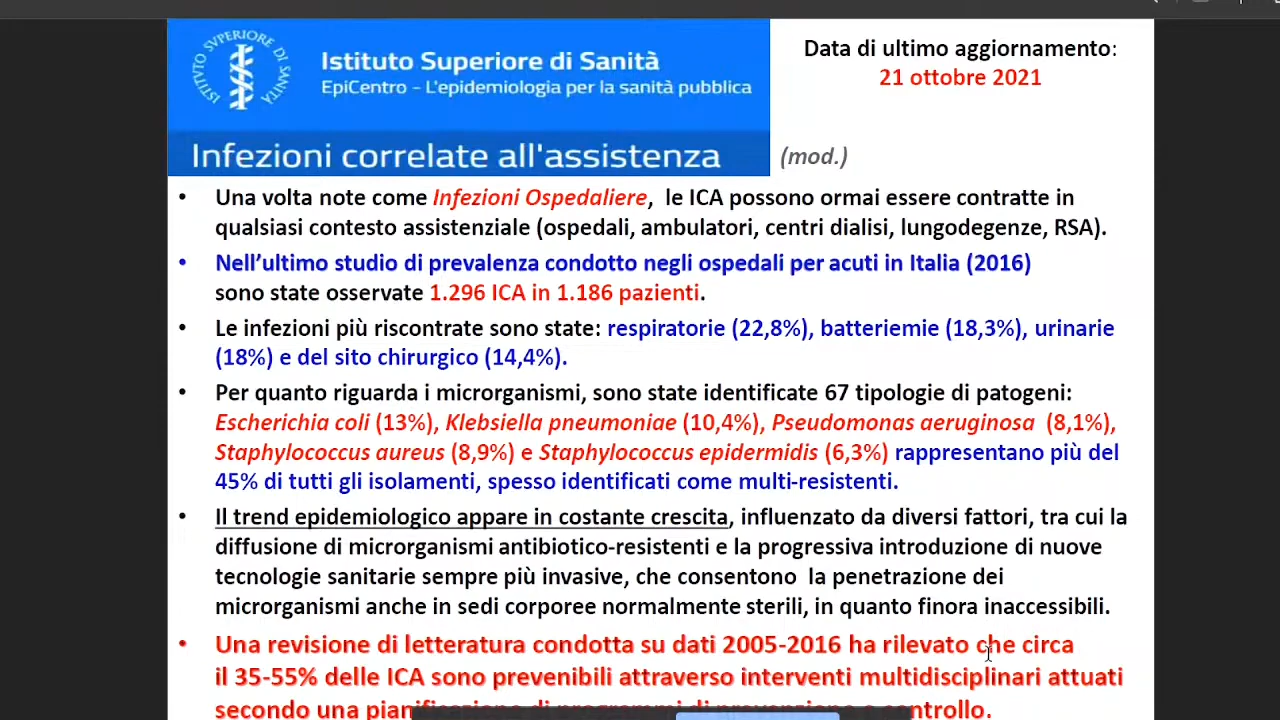 ISTITUTO SUPERIORE DI SANITÀ
Istituto Superiore di Sanità
EpiCentro - L'epidemiologia per la sanità pubblica
Infezioni correlate all'assistenza
Data di ultimo aggiornamento:
21 ottobre 2021
(mod.)
• Una volta note come Infezioni Ospedaliere, le ICA possono ormai essere contratte in
qualsiasi contesto assistenziale (ospedali, ambulatori, centri dialisi, lungodegenze, RSA).
• Nell’ultimo studio di prevalenza condotto negli ospedali per acuti in Italia (2016)
sono state osservate 1.296 ICA in 1.186 pazienti.
• Le infezioni più riscontrate sono state: respiratorie (22,8%), batteriemie (18,3%), urinarie
(18%) e del sito chirurgico (14,4%).
• Per quanto riguarda i microrganismi, sono state identificate 67 tipologie di patogeni:
Escherichia coli (13%), Klebsiella pneumoniae (10,4%), Pseudomonas aeruginosa (8,1%),
Staphylococcus aureus (8,9%) e Staphylococcus epidermidis (6,3%) rappresentano più del
45% di tutti gli isolamenti, spesso identificati come multi-resistenti.
• Il trend epidemiologico appare in costante crescita, influenzato da diversi fattori, tra cui la
diffusione di microrganismi antibiotico-resistenti e la progressiva introduzione di nuove
tecnologie sanitarie sempre più invasive, che consentono la penetrazione dei
microrganismi anche in sedi corporee normalmente sterili, in quanto finora inaccessibili.
• Una revisione di letteratura condotta su dati 2005-2016 ha rilevato che circa
il 35-55% delle ICA sono prevenibili attraverso interventi multidisciplinari attuati
secondo una pianificazione di programmi di prevenzione e controllo.